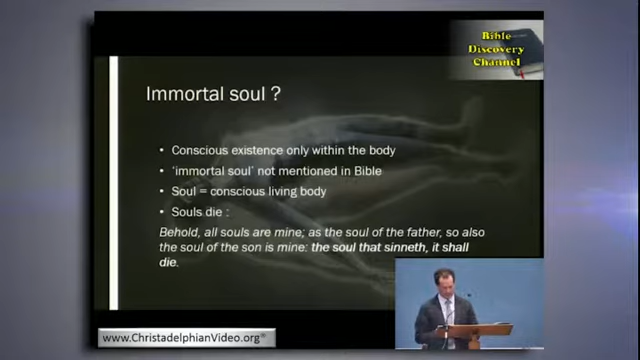 Bible
Discovery
Channel
Immortal soul ?
• Conscious existence only within the body
• 'immortal soul' not mentioned in Bible
• Soul = conscious living body
• Souls die :
Behold, all souls are mine; as the soul of the father, so also
the soul of the son is mine: the soul that sinneth, it shall
die.
www.ChristadelphianVideo.org®